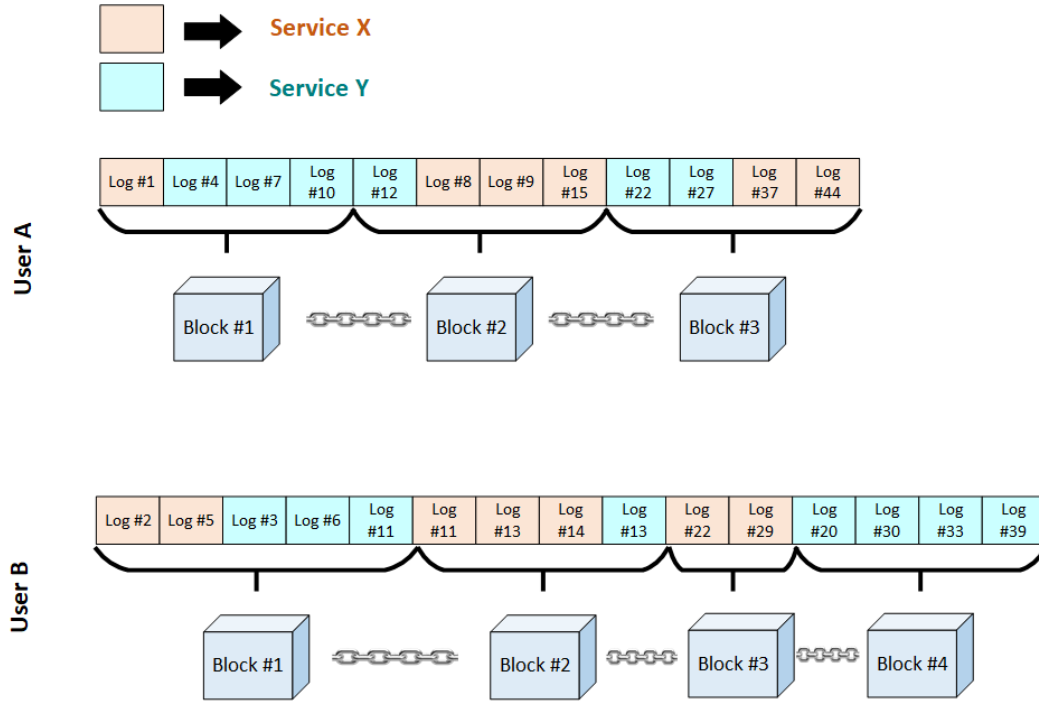 Service X
Service Y
User A
Log #1
Log #4
Log #7
Log
#10
Log
#12
Log #8
Log #9
Log
#15
Log
#22
Log
#27
Log
#37
Log
#44
Block #1
Block #2
Block #3
User B
Log #2
Log #5
Log #3
Log #6
Log
#11
Log
#11
Log
#13
Log
#14
Log
#13
Log
#22
Log
#29
Log
#20
Log
#30
Log
#33
Log
#39
Block #1
Block #2
Block #3
Block #4